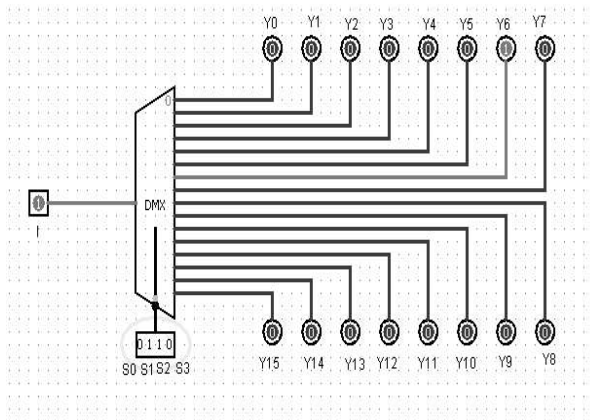 Y0 Y1 Y2 Y3 Y4 Y5 Y6 Y7
0 0 0 0 0 0 1 0
0
1 DMX
I
0 0 0 0 0 0 0 0
0 1 1 0
Y15 Y14 Y13 Y12 Y11 Y10 Y9 Y8
S0 S1 S2 S3